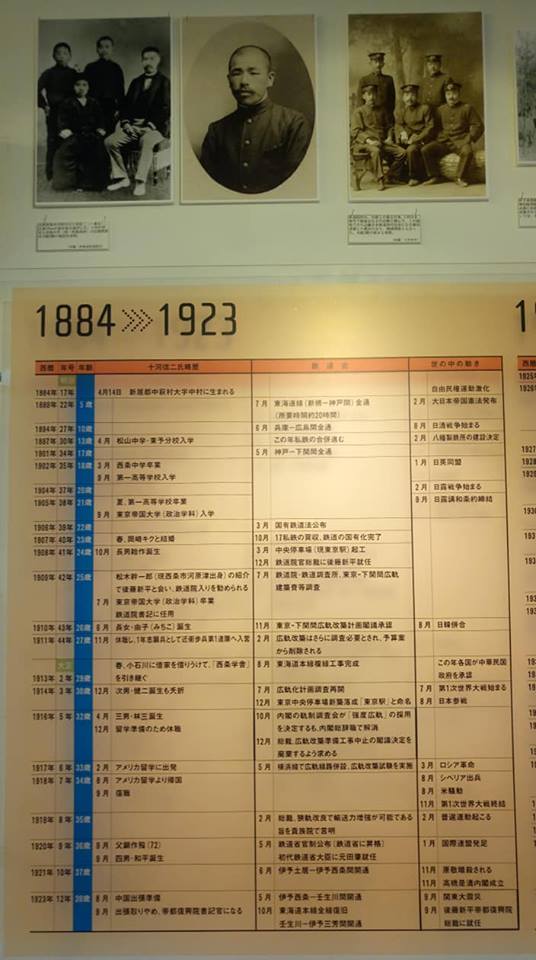 1884 1923
西暦 年号 年齢 十河信二氏略歴 鉄道界 世の中の動き
1884年 17年 4月14日 新居郡中萩村大字中村に生まれる 自由民権運動激化
1889年 22年 5歳 7月 東海道線(新橋ー神戸間)全通 2月 大日本帝国憲法発布
(所要時間約20時間)
1894年 27年 10歳 6月 兵庫ー広島間全通 8月 日清戦争始まる
1897年 30年 13歳 4月 松山中学・東予分校入学 この年私鉄の合併進む 2月 八幡製鉄所の建設決定
1901年 34年 17歳 5月 神戸ー下関間全通
1902年 35年 18歳 3月 西条中学卒業 1月 日英同盟
9月 第一高等学校入学
1904年 37年 20歳 2月 日露戦争始まる
1905年 38年 21歳 夏、第一高等学校卒業 9月 日露講和条約締結
9月 東京帝国大学(政治学科)入学
1906年 39年 22歳 3月 国有鉄道法公布
1907年 40年 23歳 春、岡崎キクと結婚 10月 17私鉄の買収、鉄道の国有化完了
1908年 41年 24歳 長男給作誕生 3月 中央停車場(現東京駅)起工
12月 鉄道院官総裁に後藤新平就任
1909年 42年 25歳 松木幹一郎(現西条市河原津出身)の紹介 7月 鉄道院・鉄道調査所、東京ー下関間広軌
で後藤新平と会い、鉄道院入りを勧められる 建築費等調査
7月 東京帝国大学(政治学科)卒業
鉄道院書記に任用
1910年 43年 26歳 6月 長女・由子(みちこ)誕生 11月 東京ー下関間広軌改築計画閣議承認 8月 日韓併合
1911年 44年 27歳 11月 休職し、1年志願兵として近衛歩兵第1連隊へ入営 2月 広軌改築はさらに調査必要とされ、予算案
から削除される
大正 春、小石川に借家を借りうけて、「西条学舎」 8月 東海道本線複線工事完成 この年各国が中華民国
1913年 2年 29歳 を引き継ぐ 政府を承認
1914年 3年 30歳 12月 次男・健二誕生も夭折 7月 広軌化計画調査再開 7月 第1次世界大戦始まる
12月 東京中央停車場新築落成「東京駅」と命名 8月 日本参戦
1916年 5年 32歳 4月 三男・林三誕生 10月 内閣の軌制調査会が「強度広軌」の採用
12月 留学準備のため休職 を決定するも、内閣総辞職で解消
12月 総裁、広軌改築準備工事中止の閣議決定を
廃棄するよう求める
1917年 6年 33歳 2月 アメリカ留学に出発 5月 横浜線で広軌線路併設、広軌改築試験を実施 3月 ロシア革命
1918年 7年 34歳 8月 アメリカ留学より帰国 8月 シベリア出兵
9月 復職 8月 米騒動
11月 第1次世界大戦終結
1919年 8年 35歳 2月 総裁、狭軌改良で輸送力増強が可能である 2月 普選運動起こる
旨を貴族院で言明
1920年 9年 36歳 8月 父鍋作歿(72) 5月 鉄道省官制公布(鉄道省に昇格) 1月 国際連盟発足
9月 四男・和平誕生 初代鉄道省大臣に元田肇就任
1921年 10年 37歳 6月 伊予土居ー伊予西条間開通 11月 原敬暗殺される
11月 高橋是清内閣成立
1923年 12年 39歳 8月 中国出張準備 5月 伊予西条ー壬生川間開通 9月 関東大震災
9月 出張取りやめ、帝都復興院書記官になる 10月 東海道本線全線復旧 9月 後藤新平帝都復興院
壬生川ー伊予三芳間開通 総裁に就任